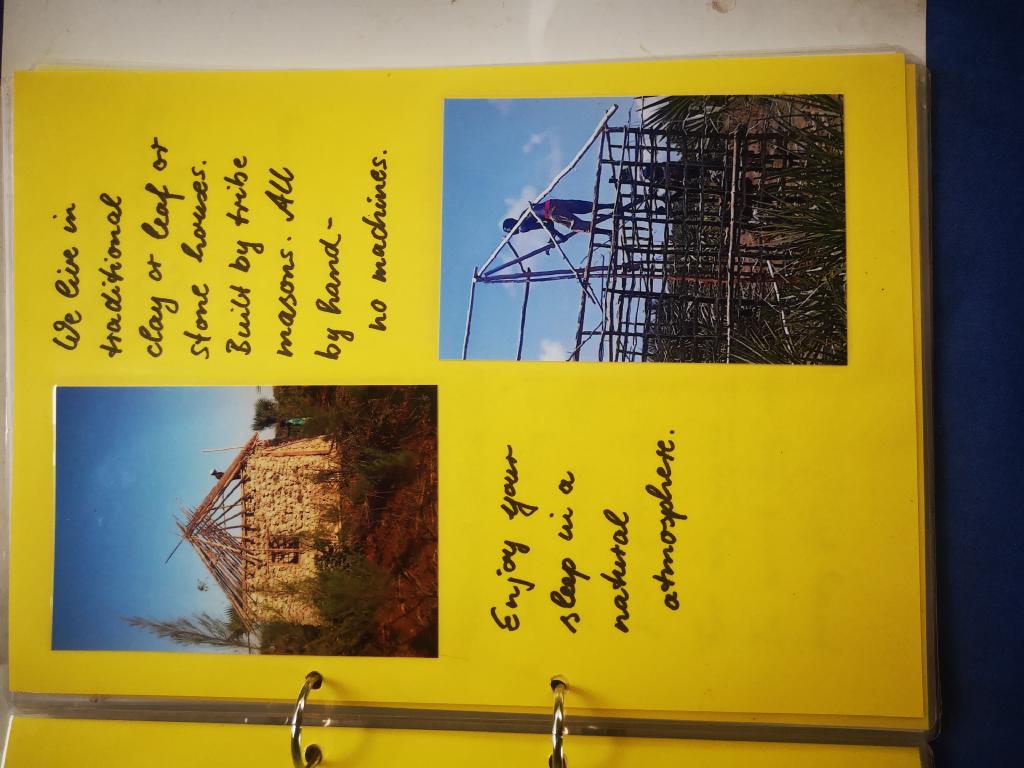 We live in
traditional
clay or leaf or
stone houses.
Built by tribe
masons. All
by hand-
no machines.
Enjoy your
sleep in a
natural
atmosphere.